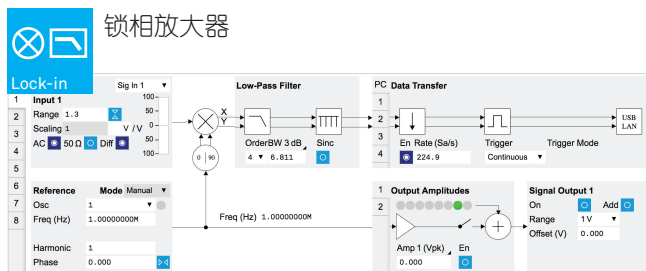 锁相放大器
Lock-in
Sig In 1 ▼
Low-Pass Filter
PC Data Transfer
1 Input 1
2 Range 1.3
3 Scaling 1 V / V
4 AC 50 Ω Diff
5
6
7
8
100
50
0
50
100
X
Y
0 90
OrderBW 3 dB Sinc
4 ▼ 6.811
1
2
3
4
En Rate (Sa/s) Trigger Trigger Mode
224.9 Continuous ▼
USB
LAN
Reference Mode Manual ▼
Osc 1 ▼
Freq (Hz) 1.00000000M
Harmonic 1
Phase 0.000
Freq (Hz) 1.00000000M
1 Output Amplitudes
2
Amp 1 (Vpk) En
0.000
Signal Output 1
On Add
Range 1 V ▼
Offset (V) 0.000